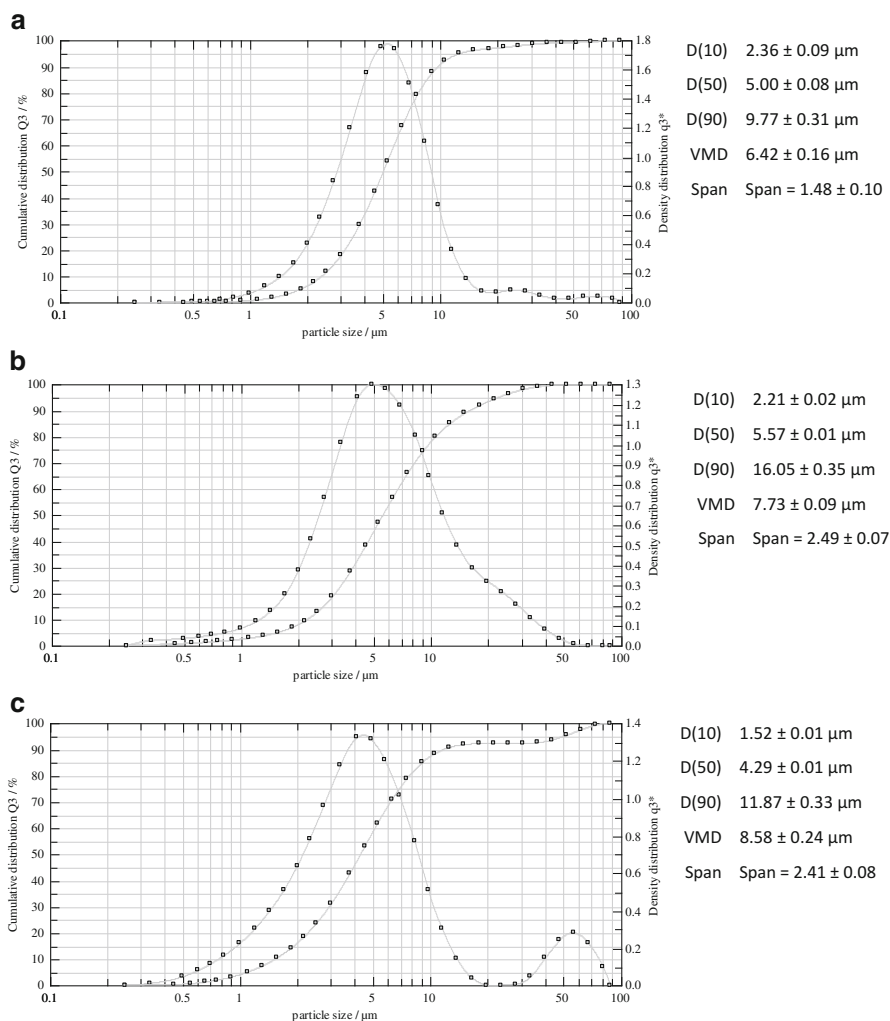 a
Cumulative distribution Q3 / %
100
90
80
70
60
50
40
30
20
10
0
1.8
1.6
1.4
1.2
1.0
0.8
0.6
0.4
0.2
0.0
Density distribution q3*
0.1 0.5 1 5 10 50 100
particle size / µm
D(10) 2.36 ± 0.09 µm
D(50) 5.00 ± 0.08 µm
D(90) 9.77 ± 0.31 µm
VMD 6.42 ± 0.16 µm
Span Span = 1.48 ± 0.10
b
Cumulative distribution Q3 / %
100
90
80
70
60
50
40
30
20
10
0
1.3
1.2
1.1
1.0
0.9
0.8
0.7
0.6
0.5
0.4
0.3
0.2
0.1
0.0
Density distribution q3*
0.1 0.5 1 5 10 50 100
particle size / µm
D(10) 2.21 ± 0.02 µm
D(50) 5.57 ± 0.01 µm
D(90) 16.05 ± 0.35 µm
VMD 7.73 ± 0.09 µm
Span Span = 2.49 ± 0.07
c
Cumulative distribution Q3 / %
100
90
80
70
60
50
40
30
20
10
0
1.4
1.2
1.0
0.8
0.6
0.4
0.2
0.0
Density distribution q3*
0.1 0.5 1 5 10 50 100
particle size / µm
D(10) 1.52 ± 0.01 µm
D(50) 4.29 ± 0.01 µm
D(90) 11.87 ± 0.33 µm
VMD 8.58 ± 0.24 µm
Span Span = 2.41 ± 0.08